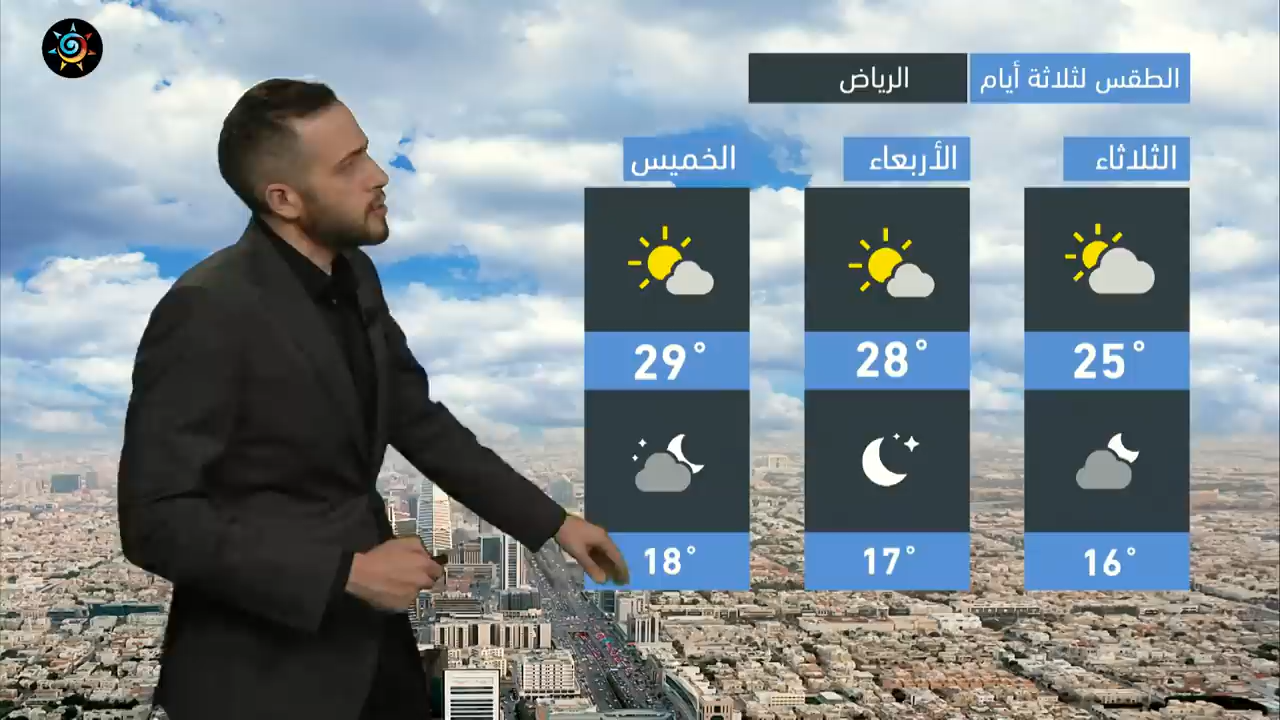 الطقس لثلاثة أيام
الرياض
الثلاثاء
الأربعاء
الخميس
25°
28°
29°
16°
17°
18°